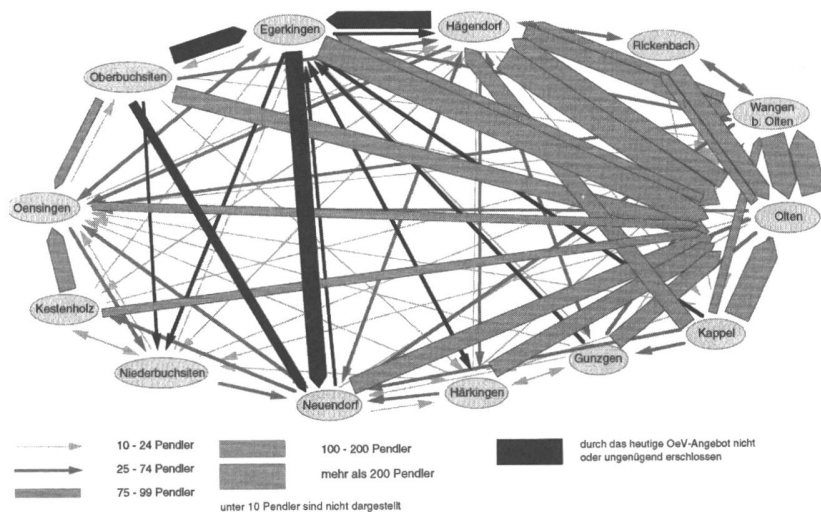 Egerkingen
Hägendorf
Rickenbach
Oberbuchsiten
Wangen
b. Olten
Oensingen
Olten
Kestenholz
Kappel
Niederbuchsiten
Gunzgen
Neuendorf
Härkingen
10 - 24 Pendler
100 - 200 Pendler
durch das heutige OeV-Angebot nicht
oder ungenügend erschlossen
25 - 74 Pendler
mehr als 200 Pendler
75 - 99 Pendler
unter 10 Pendler sind nicht dargestellt